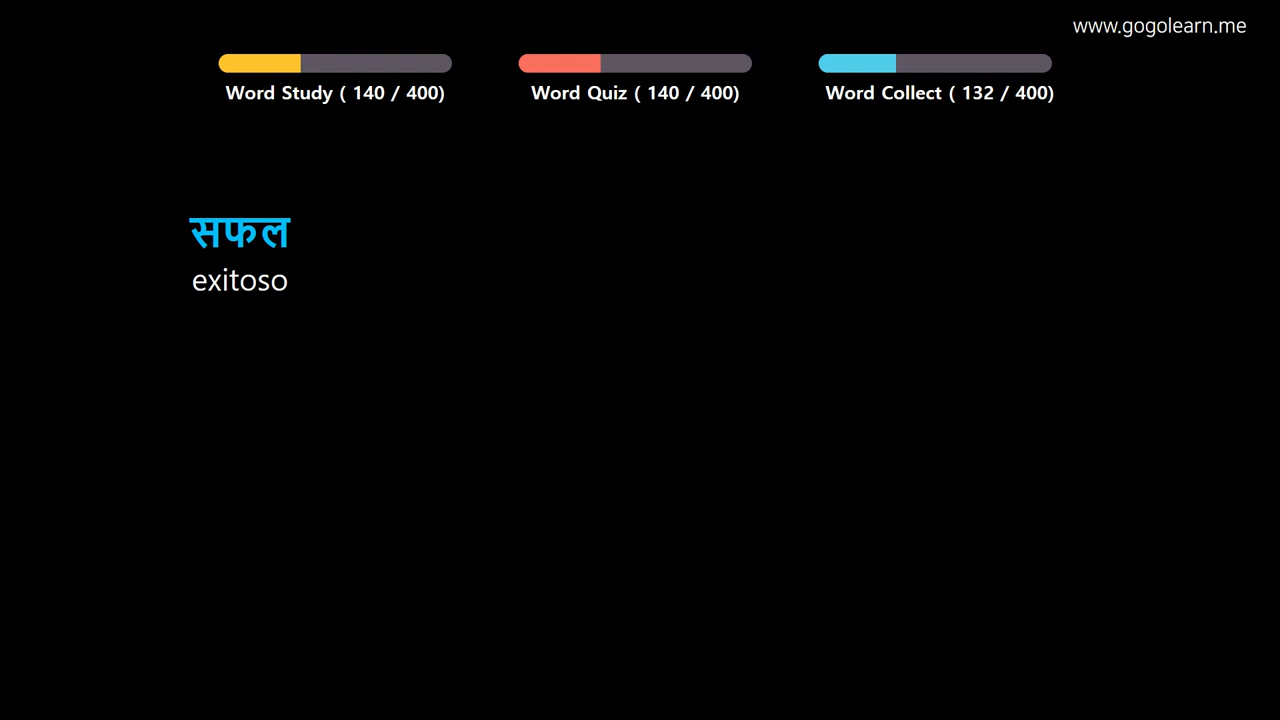 www.gogolearn.me
Word Study ( 140 / 400)
Word Quiz ( 140 / 400)
Word Collect ( 132 / 400)
सफल
exitoso